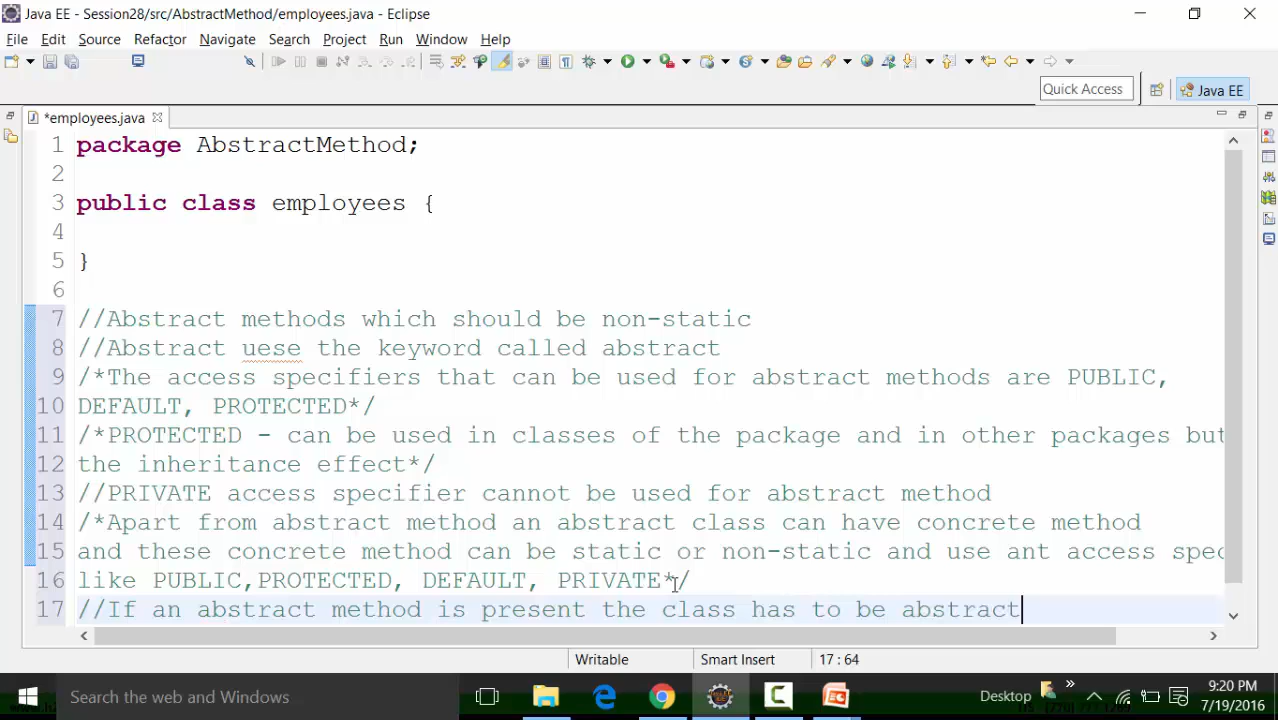 Java EE - Session28/src/AbstractMethod/employees.java - Eclipse
File Edit Source Refactor Navigate Search Project Run Window Help
Quick Access Java EE
*employees.java
1 package AbstractMethod;
2
3 public class employees {
4
5 }
6
7 //Abstract methods which should be non-static
8 //Abstract uese the keyword called abstract
9 /*The access specifiers that can be used for abstract methods are PUBLIC,
10 DEFAULT, PROTECTED*/
11 /*PROTECTED - can be used in classes of the package and in other packages but
12 the inheritance effect*/
13 //PRIVATE access specifier cannot be used for abstract method
14 /*Apart from abstract method an abstract class can have concrete method
15 and these concrete method can be static or non-static and use ant access spec
16 like PUBLIC,PROTECTED, DEFAULT, PRIVATE*/
17 //If an abstract method is present the class has to be abstract
Writable Smart Insert 17 : 64
Search the web and Windows
Desktop
9:20 PM
7/19/2016